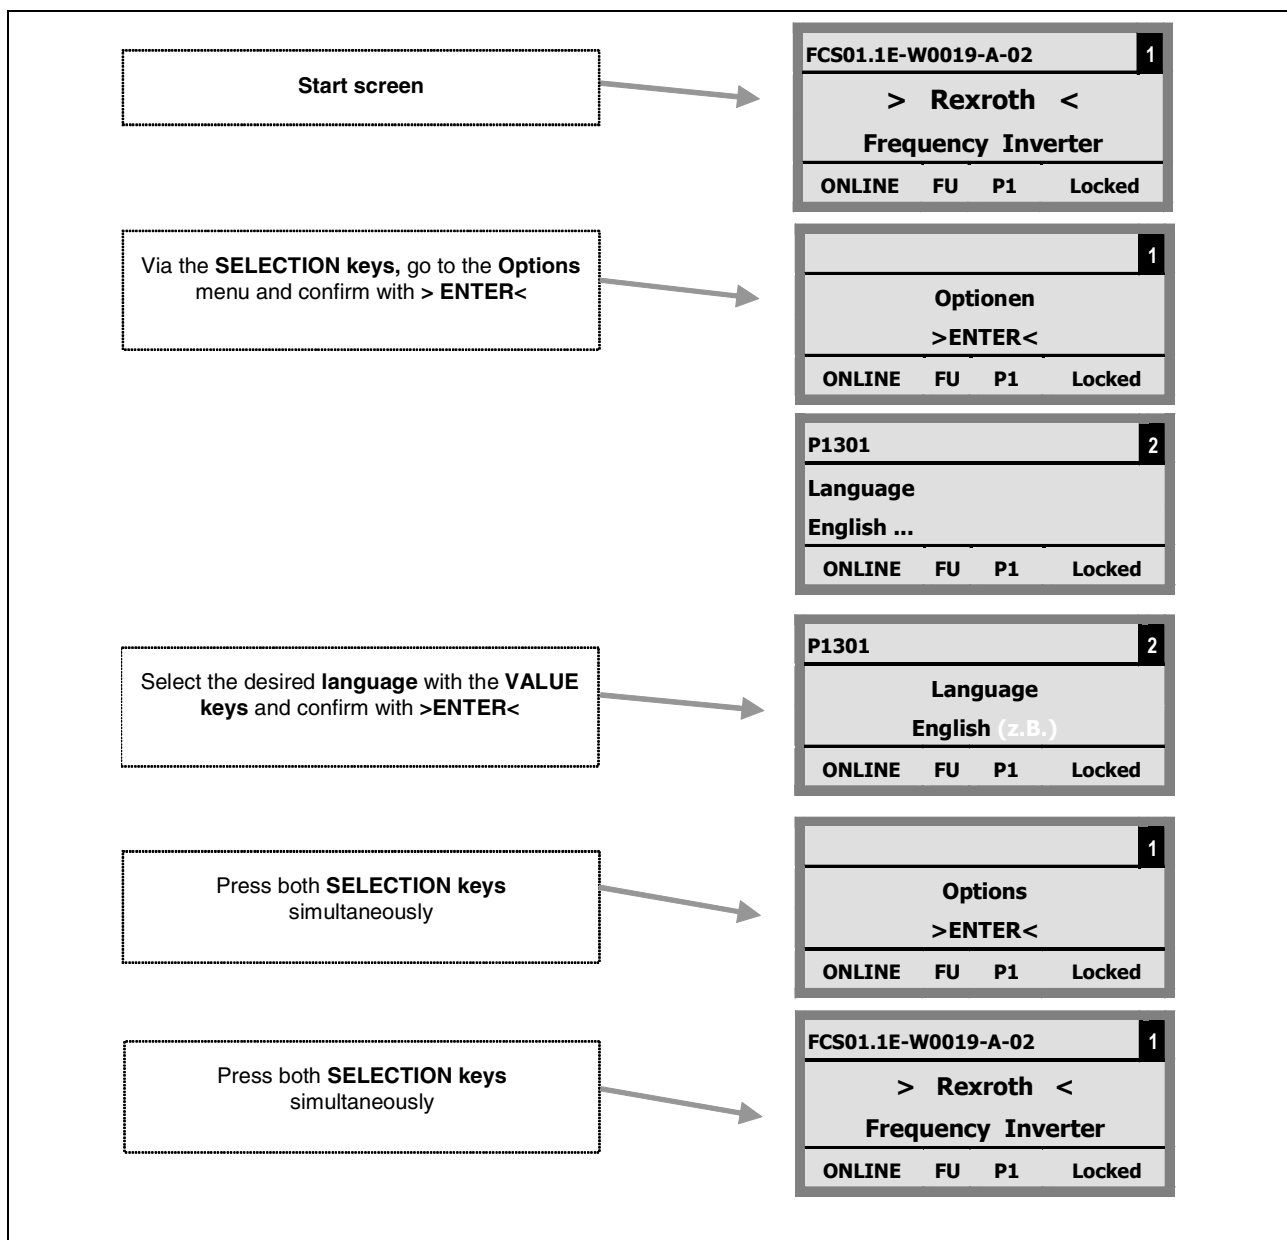 Start screen
FCS01.1E-W0019-A-02 1
> Rexroth <
Frequency Inverter
ONLINE FU P1 Locked
Via the SELECTION keys, go to the Options
menu and confirm with > ENTER<
1
Optionen
>ENTER<
ONLINE FU P1 Locked
P1301 2
Language
English ...
ONLINE FU P1 Locked
Select the desired language with the VALUE
keys and confirm with >ENTER<
P1301 2
Language
English (z.B.)
ONLINE FU P1 Locked
Press both SELECTION keys
simultaneously
1
Options
>ENTER<
ONLINE FU P1 Locked
Press both SELECTION keys
simultaneously
FCS01.1E-W0019-A-02 1
> Rexroth <
Frequency Inverter
ONLINE FU P1 Locked